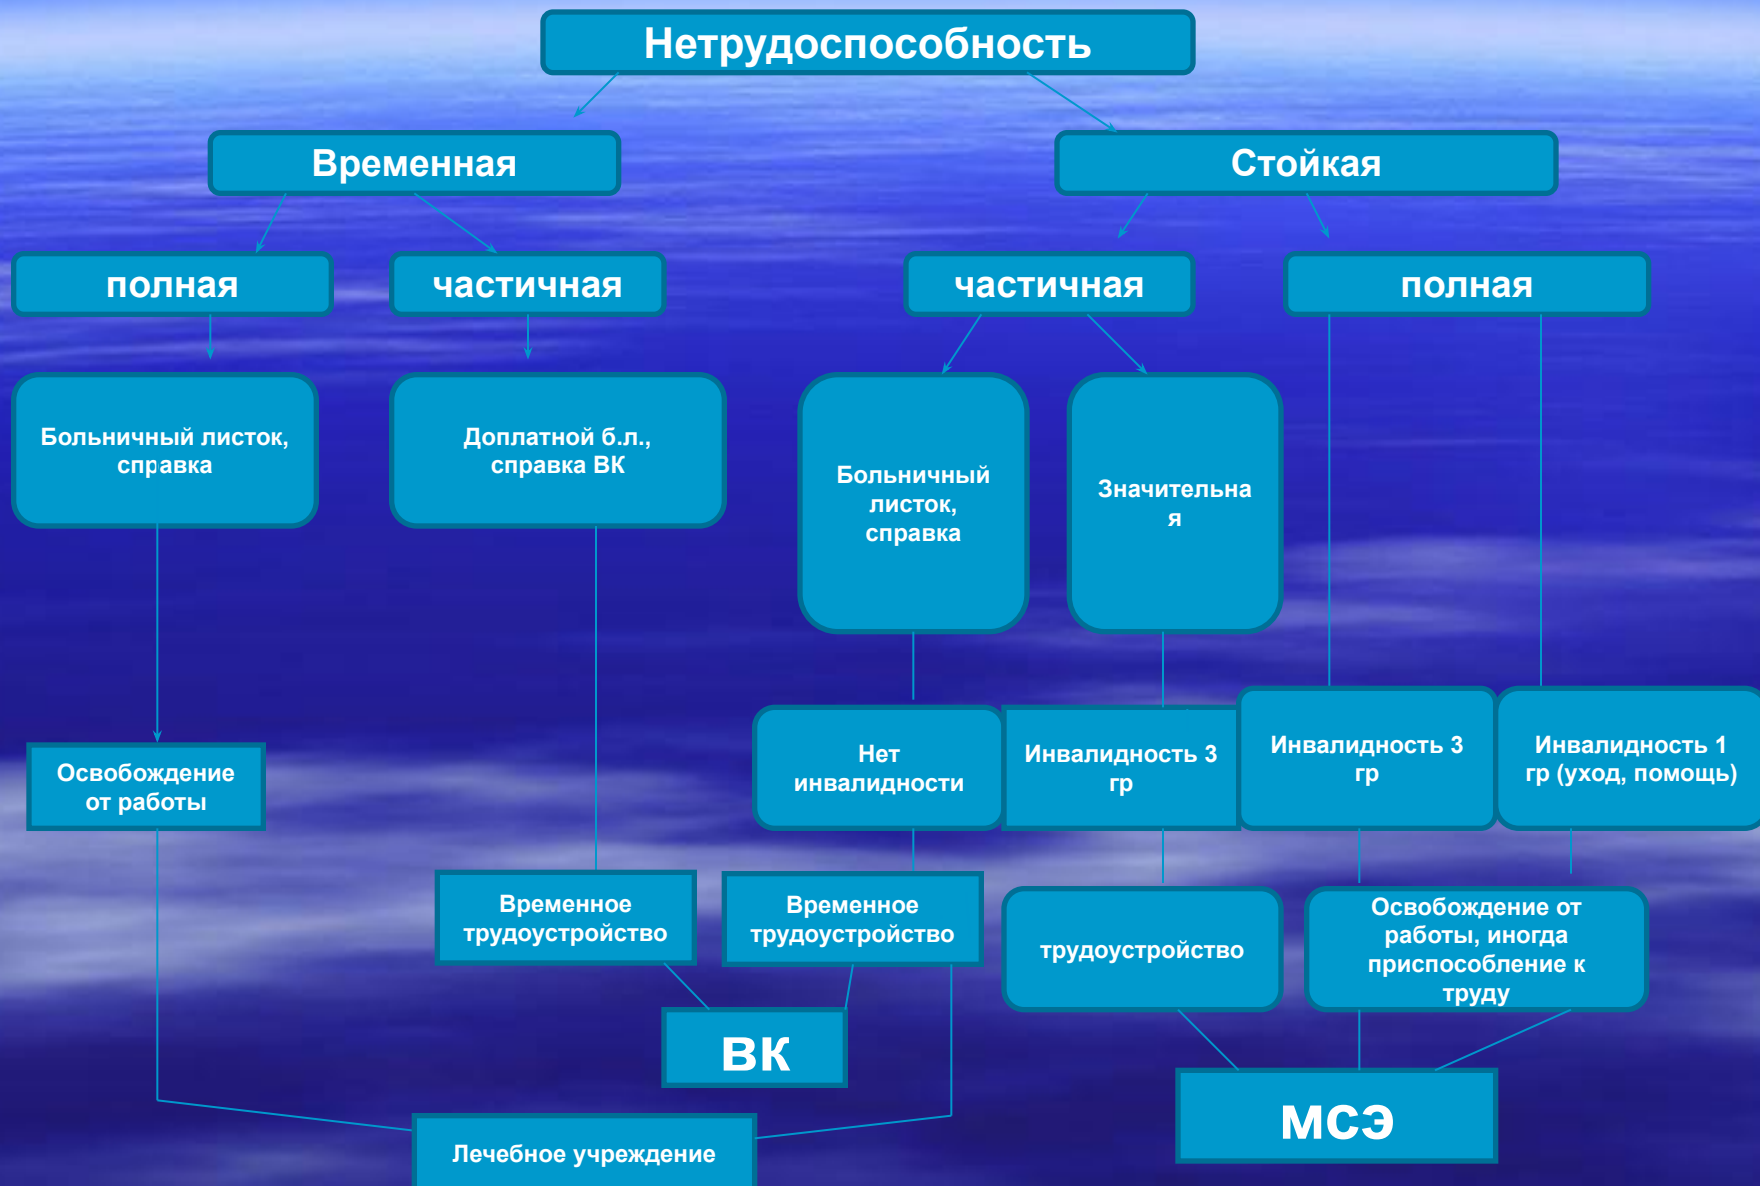 Нетрудоспособность
Временная
Стойкая
полная
частичная
частичная
полная
Больничный листок,
справка
Доплатной б.л.,
справка ВК
Больничный
листок,
справка
Значительна
я
Освобождение
от работы
Нет
инвалидности
Инвалидность 3
гр
Инвалидность 3
гр
Инвалидность 1
гр (уход, помощь)
Временное
трудоустройство
Временное
трудоустройство
трудоустройство
Освобождение от
работы, иногда
приспособление к
труду
вк
мсэ
Лечебное учреждение